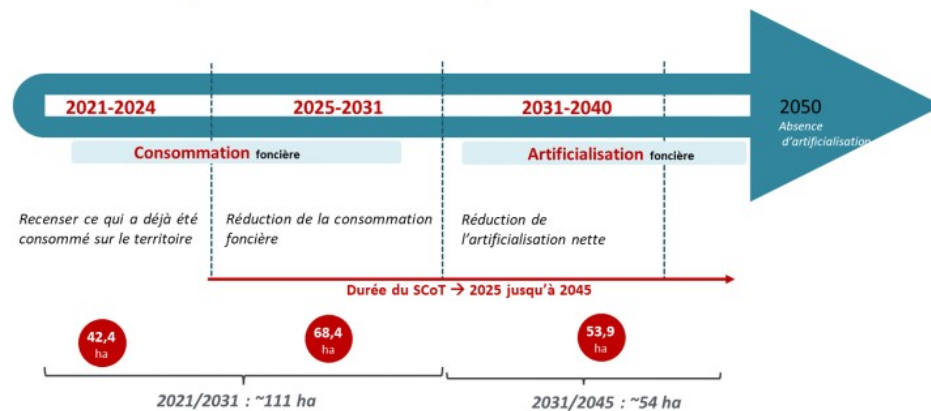 2021-2024
2025-2031
2031-2040
2050
Absence
d'artificialisation
Consommation foncière
Artificialisation foncière
Recenser ce qui a déjà été
consommé sur le territoire
Réduction de la consommation
foncière
Réduction de
l'artificialisation nette
Durée du SCoT → 2025 jusqu'à 2045
42,4
ha
68,4
ha
53,9
ha
2021/2031 : ~111 ha
2031/2045 : ~54 ha